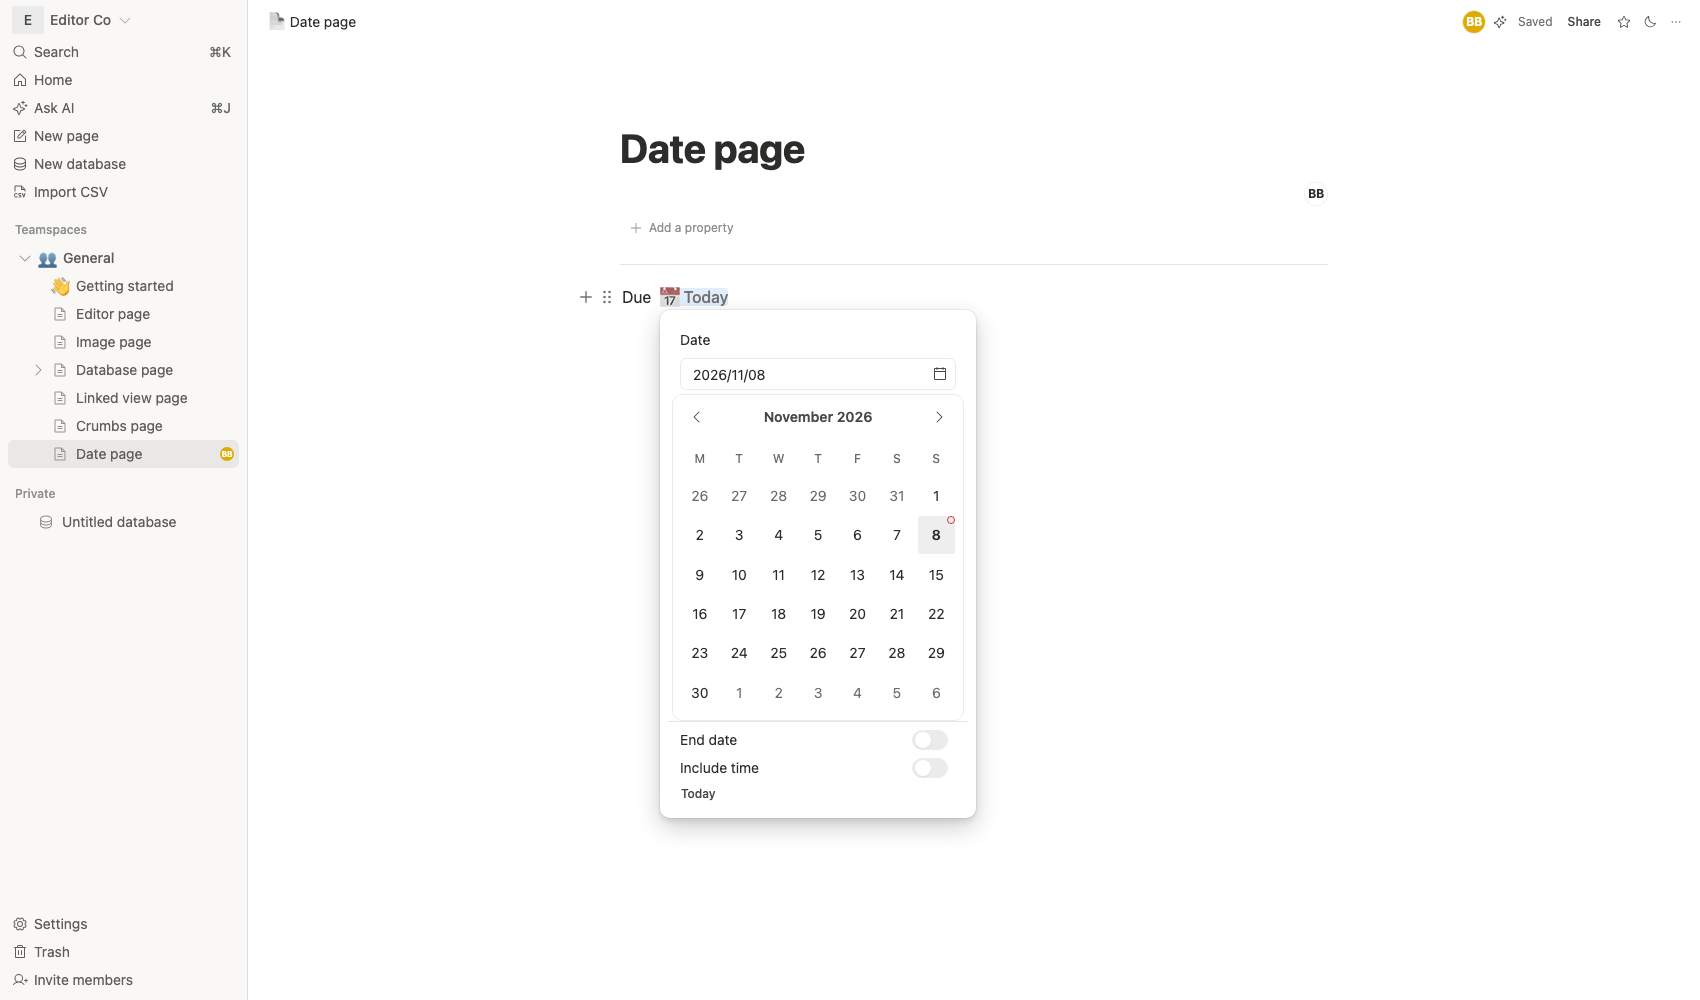 E Editor Co
Search ⌘K
Home
Ask AI ⌘J
New page
New database
Import CSV
Teamspaces
General
Getting started
Editor page
Image page
Database page
Linked view page
Crumbs page
Date page BB
Private
Untitled database
Settings
Trash
Invite members
Date page
BB Saved Share
Date page
BB
Add a property
Due 📅 Today
Date
2026/11/08
November 2026
M T W T F S S
26 27 28 29 30 31 1
2 3 4 5 6 7 8
9 10 11 12 13 14 15
16 17 18 19 20 21 22
23 24 25 26 27 28 29
30 1 2 3 4 5 6
End date
Include time
Today